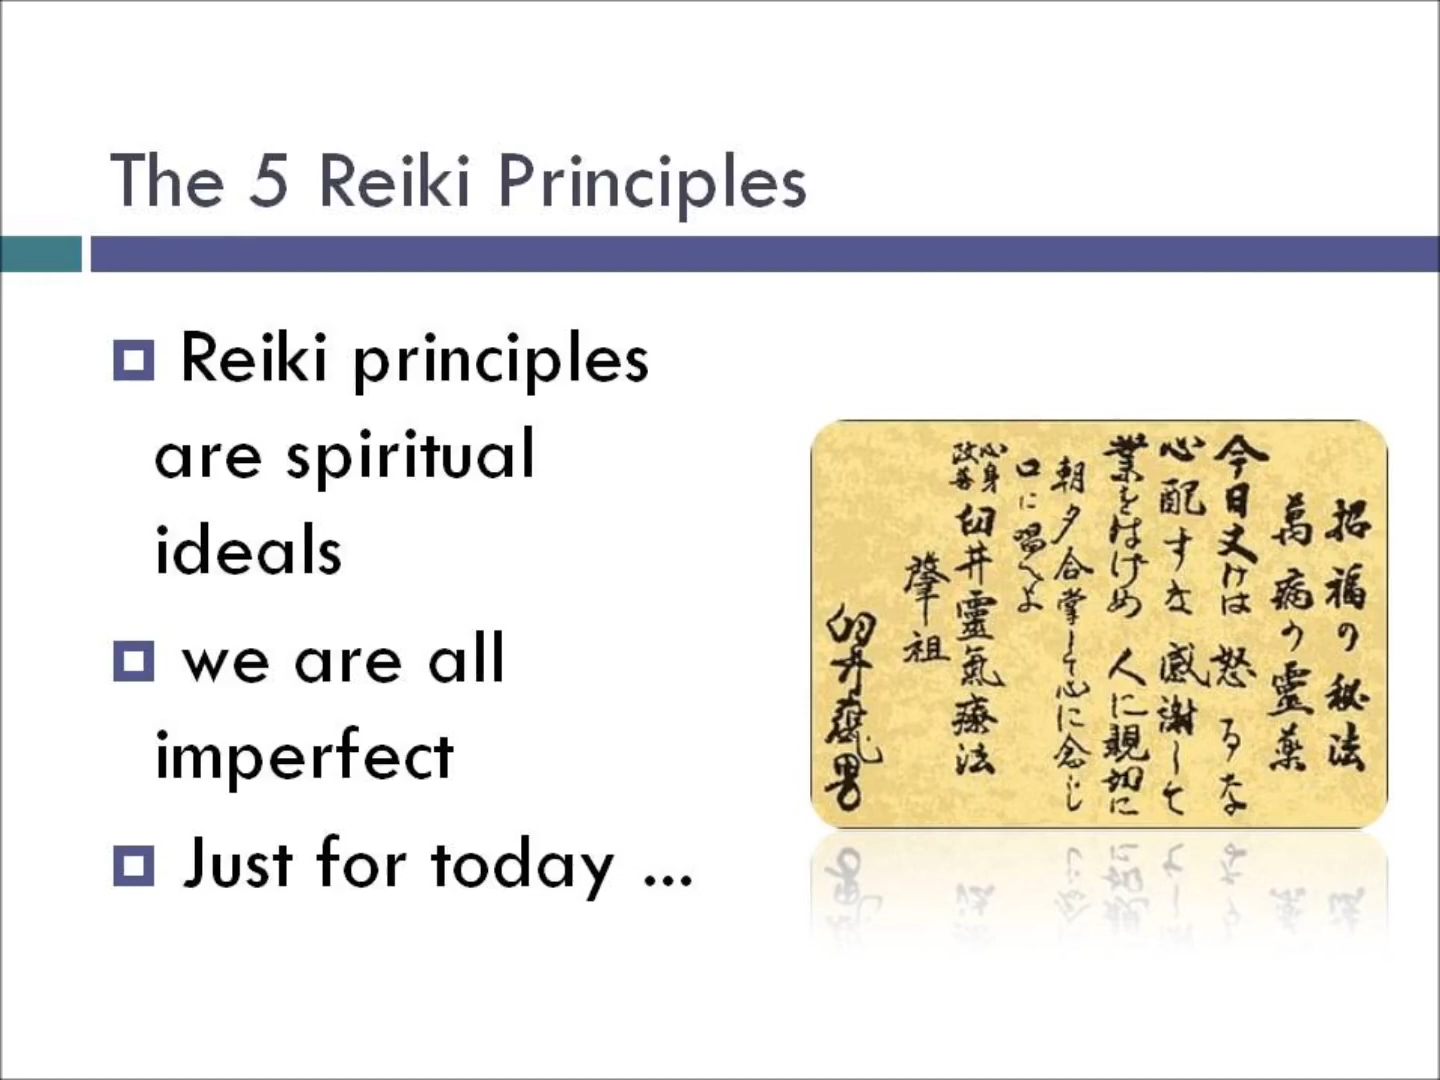 The 5 Reiki Principles
Reiki principles
are spiritual
ideals
we are all
imperfect
Just for today ...
招福の秘法
萬病の霊薬
今日丈けは 怒るな
心配すな 感謝して
業をはげめ 人に親切に
朝夕合掌して心に念じ
口に唱へよ
心身
改善
臼井靈氣療法
肇祖
臼井甕男